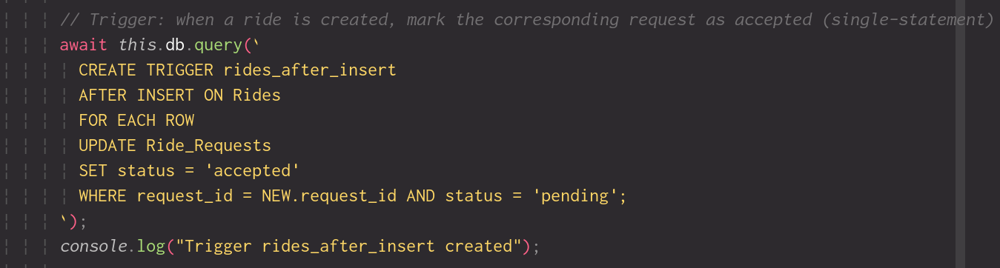 // Trigger: when a ride is created, mark the corresponding request as accepted (single-statement)
await this.db.query(`
CREATE TRIGGER rides_after_insert
AFTER INSERT ON Rides
FOR EACH ROW
UPDATE Ride_Requests
SET status = 'accepted'
WHERE request_id = NEW.request_id AND status = 'pending';
`);
console.log("Trigger rides_after_insert created");